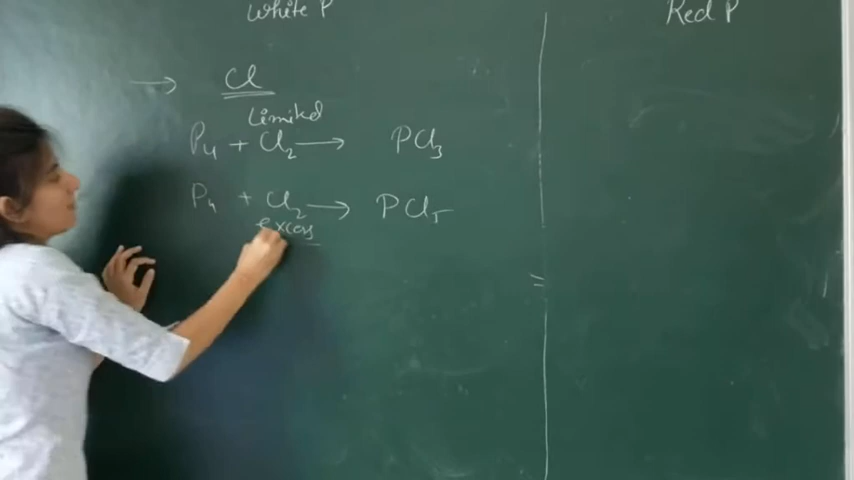 White P
Red P
→ Cl
Limited
P4 + Cl2 → PCl3
P4 + Cl2 → PCl5
excess
=